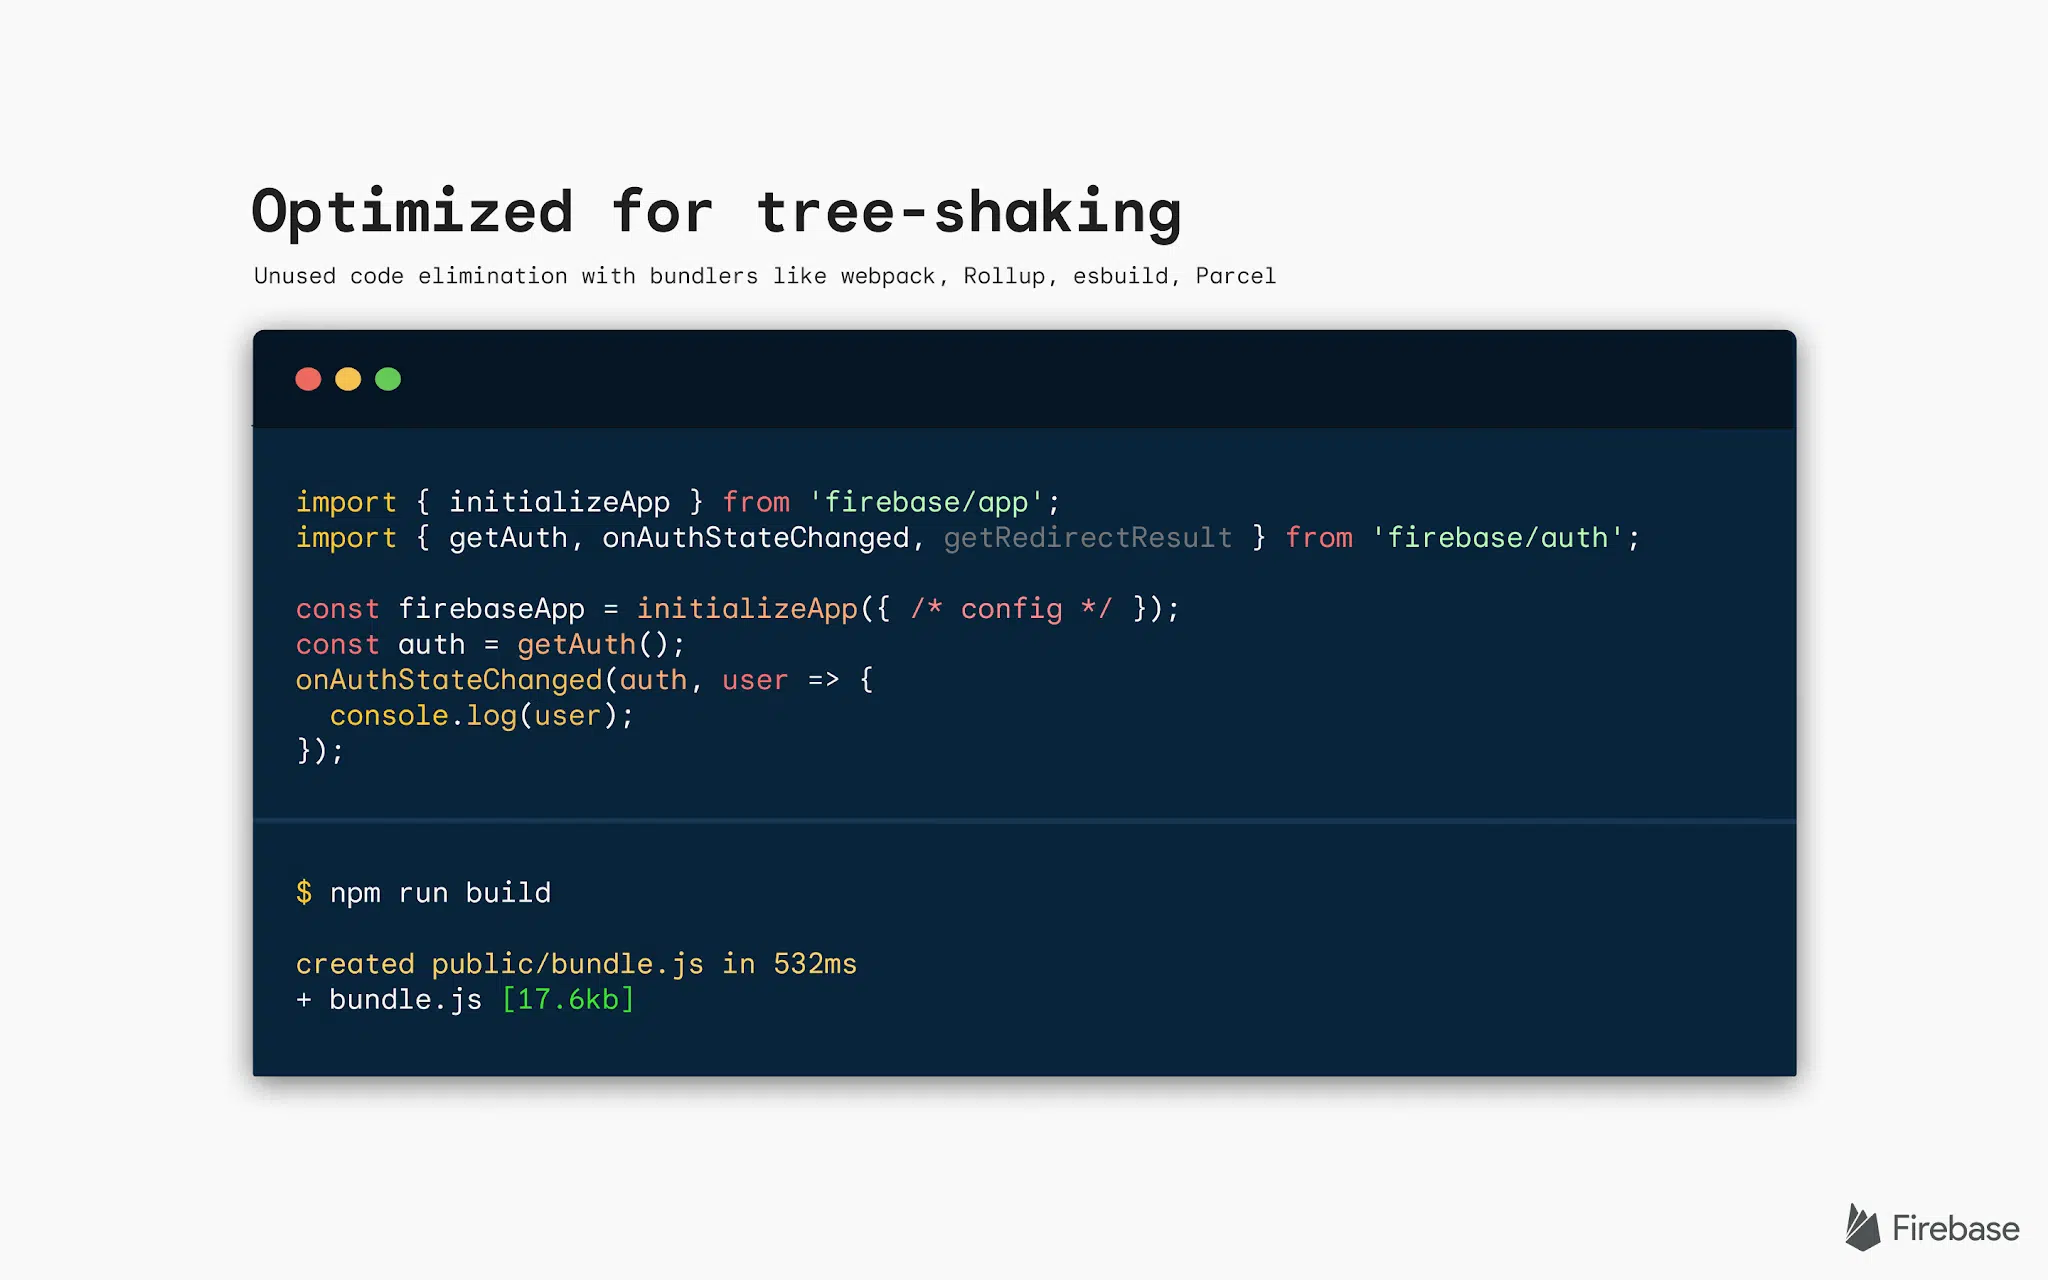 Optimized for tree-shaking
Unused code elimination with bundlers like webpack, Rollup, esbuild, Parcel
import { initializeApp } from 'firebase/app';
import { getAuth, onAuthStateChanged, getRedirectResult } from 'firebase/auth';
const firebaseApp = initializeApp({ /* config */ });
const auth = getAuth();
onAuthStateChanged(auth, user => {
  console.log(user);
});
$ npm run build
created public/bundle.js in 532ms
+ bundle.js [17.6kb]
Firebase